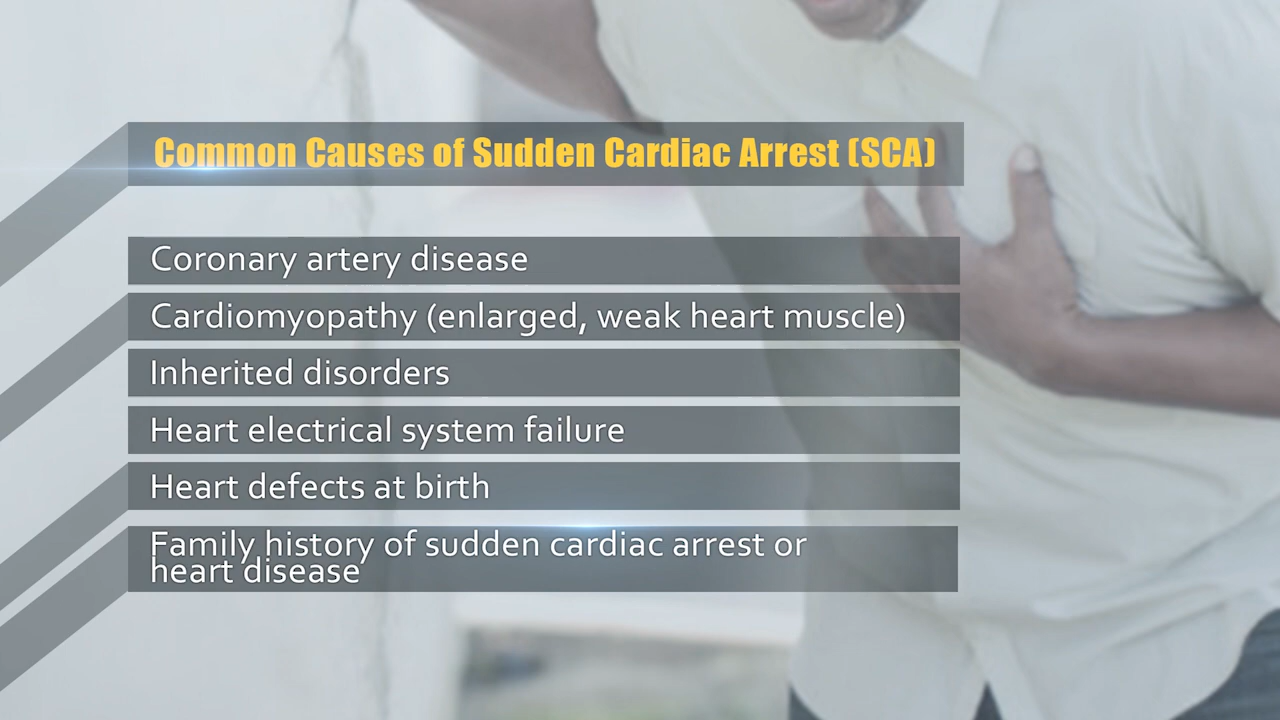 Common Causes of Sudden Cardiac Arrest (SCA)
Coronary artery disease
Cardiomyopathy (enlarged, weak heart muscle)
Inherited disorders
Heart electrical system failure
Heart defects at birth
Family history of sudden cardiac arrest or
heart disease